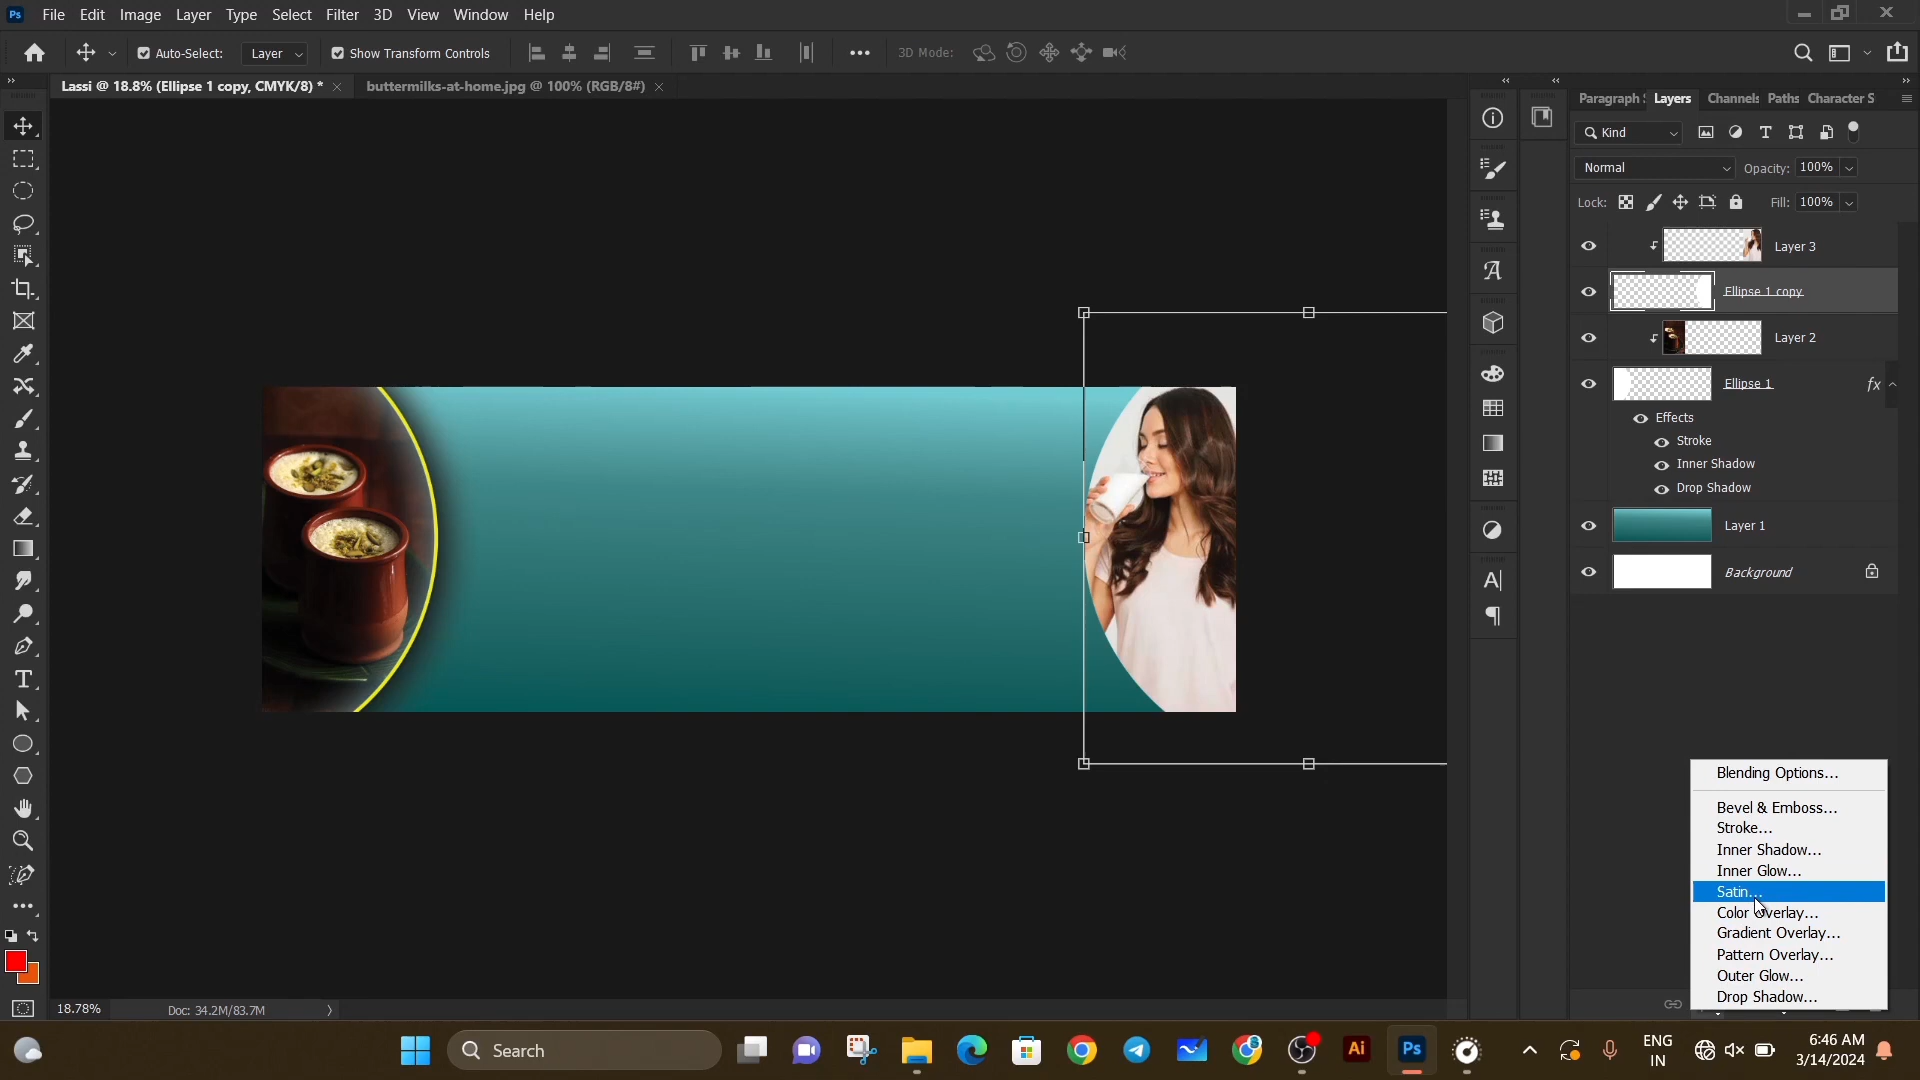 Ps File Edit Image Layer Type Select Filter 3D View Window Help
Auto-Select: Layer Show Transform Controls 3D Mode:
Lassi @ 18.8% (Ellipse 1 copy, CMYK/8) * buttermilks-at-home.jpg @ 100% (RGB/8#)
Paragraph Layers Channels Paths Character S
Kind
Normal Opacity: 100%
Lock: Fill: 100%
Layer 3
Ellipse 1 copy
Layer 2
Ellipse 1 fx
Effects
Stroke
Inner Shadow
Drop Shadow
Layer 1
Background
Blending Options...
Bevel & Emboss...
Stroke...
Inner Shadow...
Inner Glow...
Satin...
Color Overlay...
Gradient Overlay...
Pattern Overlay...
Outer Glow...
Drop Shadow...
18.78% Doc: 34.2M/83.7M
Search
Ai Ps
ENG
IN
6:46 AM
3/14/2024